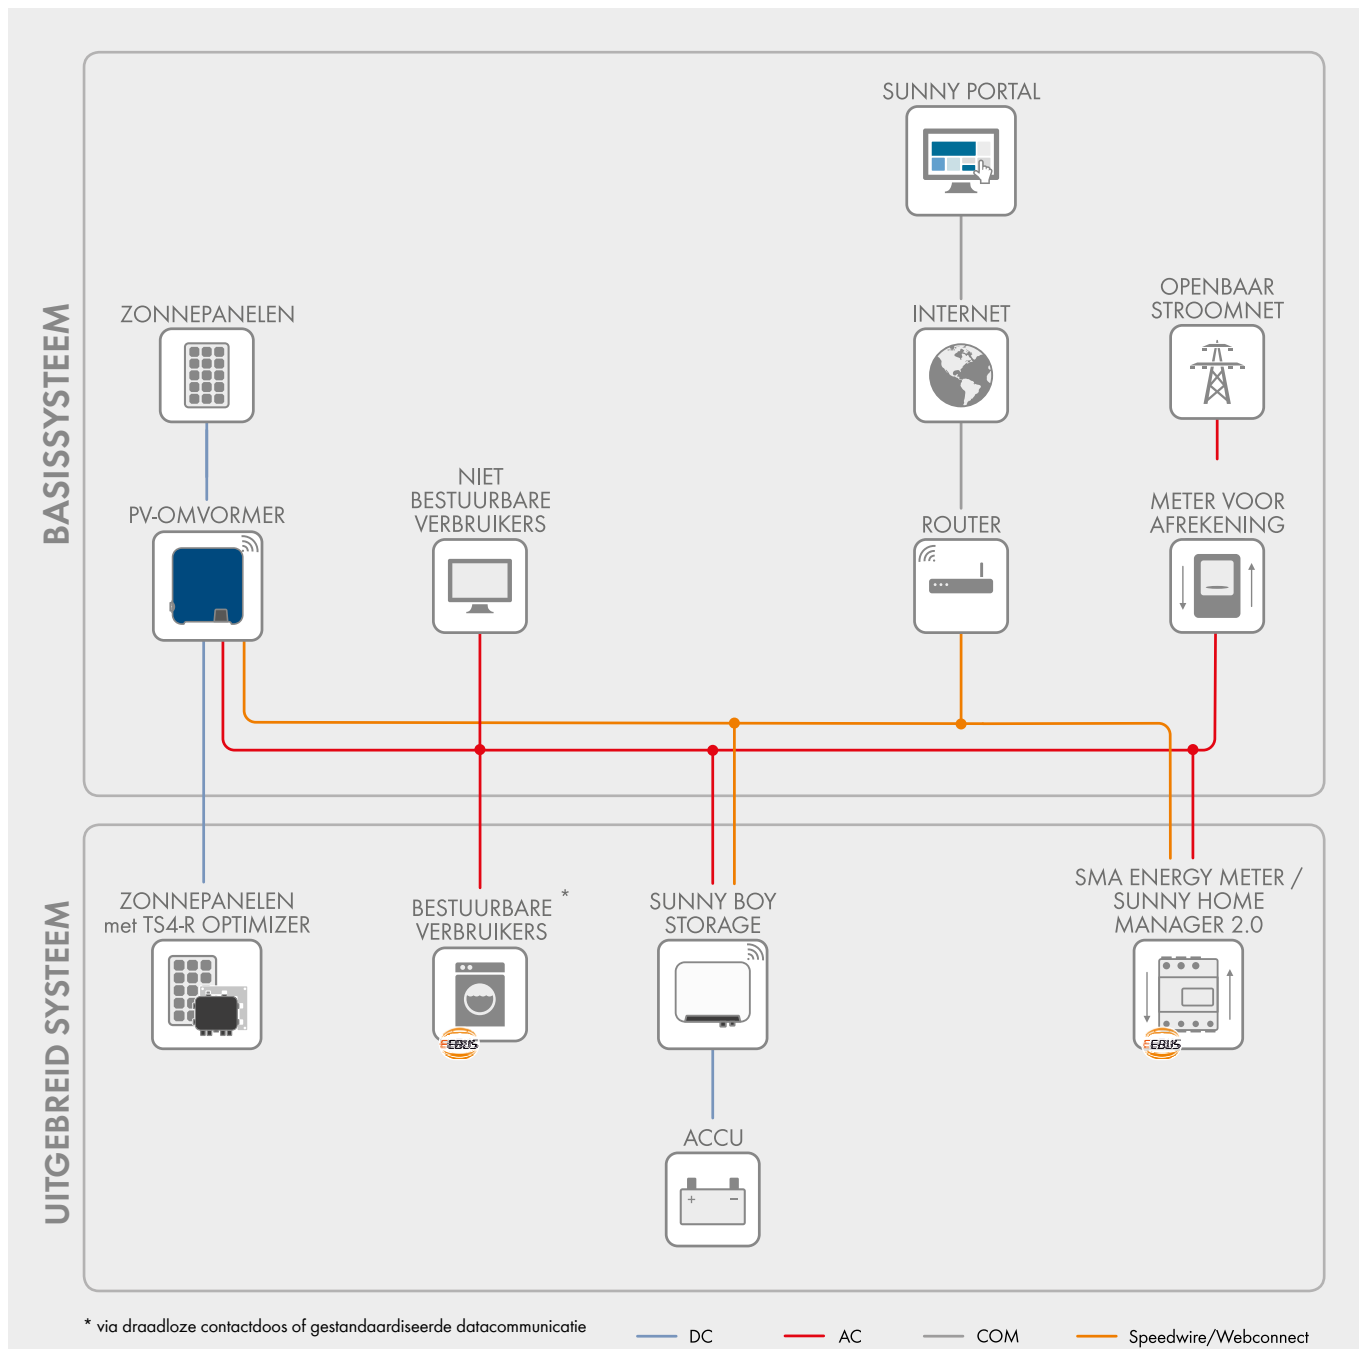 BASISSYSTEEM
SUNNY PORTAL
ZONNEPANELEN
INTERNET
OPENBAAR
STROOMNET
PV-OMVORMER
NIET
BESTUURBARE
VERBRUIKERS
ROUTER
METER VOOR
AFREKENING
UITGEBREID SYSTEEM
ZONNEPANELEN
met TS4-R OPTIMIZER
BESTUURBARE *
VERBRUIKERS
EEBUS
SUNNY BOY
STORAGE
SMA ENERGY METER /
SUNNY HOME
MANAGER 2.0
EEBUS
ACCU
+ −
* via draadloze contactdoos of gestandaardiseerde datacommunicatie
DC
AC
COM
Speedwire/Webconnect